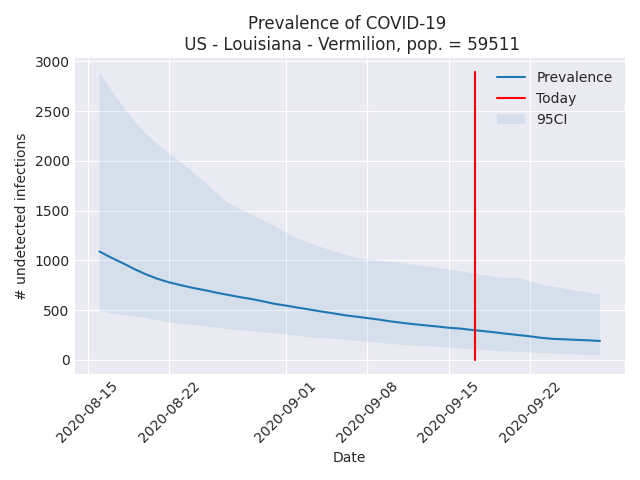 Prevalence of COVID-19
US - Louisiana - Vermilion, pop. = 59511
3000
2500
2000
1500
1000
500
0
# undetected infections
Prevalence
Today
95CI
2020-08-15
2020-08-22
2020-09-01
2020-09-08
2020-09-15
2020-09-22
Date